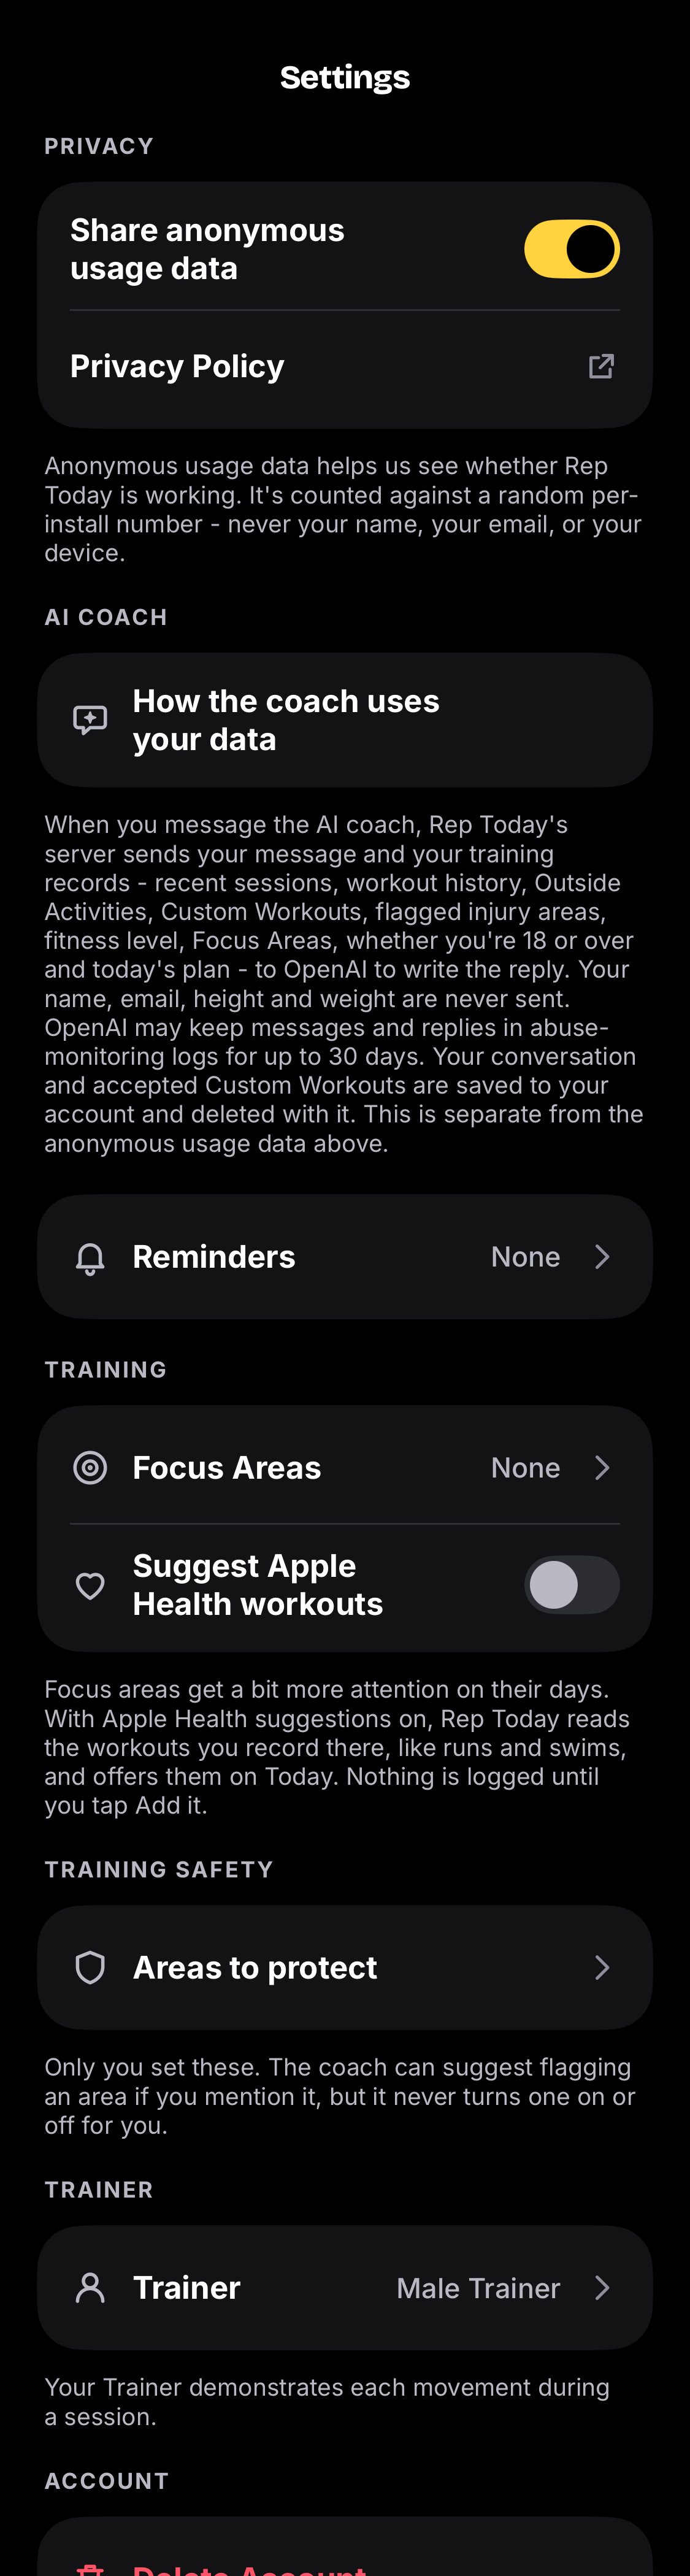 Settings
PRIVACY
Share anonymous
usage data
Privacy Policy
Anonymous usage data helps us see whether Rep
Today is working. It's counted against a random per-
install number - never your name, your email, or your
device.
AI COACH
How the coach uses
your data
When you message the AI coach, Rep Today's
server sends your message and your training
records - recent sessions, workout history, Outside
Activities, Custom Workouts, flagged injury areas,
fitness level, Focus Areas, whether you're 18 or over
and today's plan - to OpenAI to write the reply. Your
name, email, height and weight are never sent.
OpenAI may keep messages and replies in abuse-
monitoring logs for up to 30 days. Your conversation
and accepted Custom Workouts are saved to your
account and deleted with it. This is separate from the
anonymous usage data above.
Reminders None
TRAINING
Focus Areas None
Suggest Apple
Health workouts
Focus areas get a bit more attention on their days.
With Apple Health suggestions on, Rep Today reads
the workouts you record there, like runs and swims,
and offers them on Today. Nothing is logged until
you tap Add it.
TRAINING SAFETY
Areas to protect
Only you set these. The coach can suggest flagging
an area if you mention it, but it never turns one on or
off for you.
TRAINER
Trainer Male Trainer
Your Trainer demonstrates each movement during
a session.
ACCOUNT
Delete Account